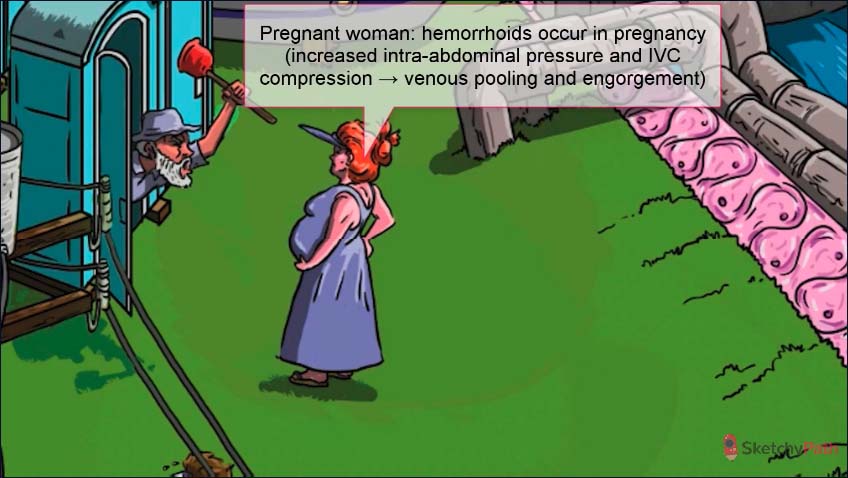 Pregnant woman: hemorrhoids occur in pregnancy
(increased intra-abdominal pressure and IVC
compression → venous pooling and engorgement)
SketchyPath